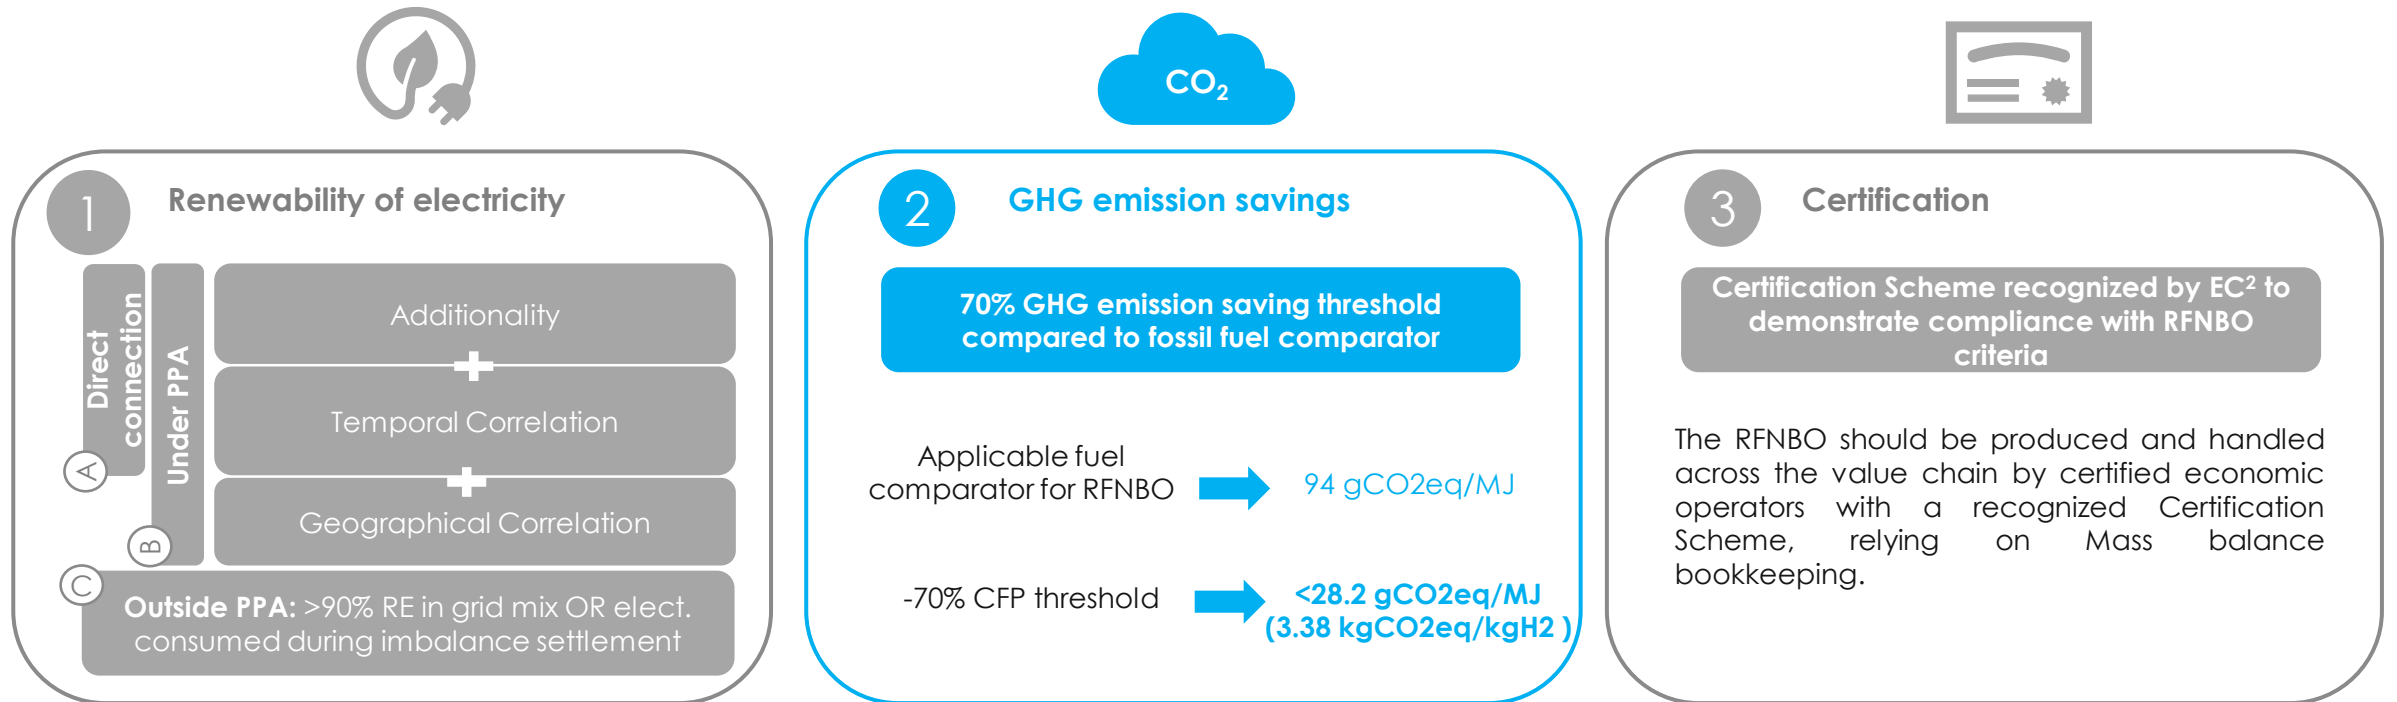 CO₂
1
Renewability of electricity
Direct
connection
A
Under PPA
B
Additionality
Temporal Correlation
Geographical Correlation
C
Outside PPA: >90% RE in grid mix OR elect.
consumed during imbalance settlement
2
GHG emission savings
70% GHG emission saving threshold
compared to fossil fuel comparator
Applicable fuel
comparator for RFNBO
94 gCO2eq/MJ
-70% CFP threshold
<28.2 gCO2eq/MJ
(3.38 kgCO2eq/kgH2 )
3
Certification
Certification Scheme recognized by EC² to
demonstrate compliance with RFNBO
criteria
The RFNBO should be produced and handled
across the value chain by certified economic
operators with a recognized Certification
Scheme, relying on Mass balance
bookkeeping.